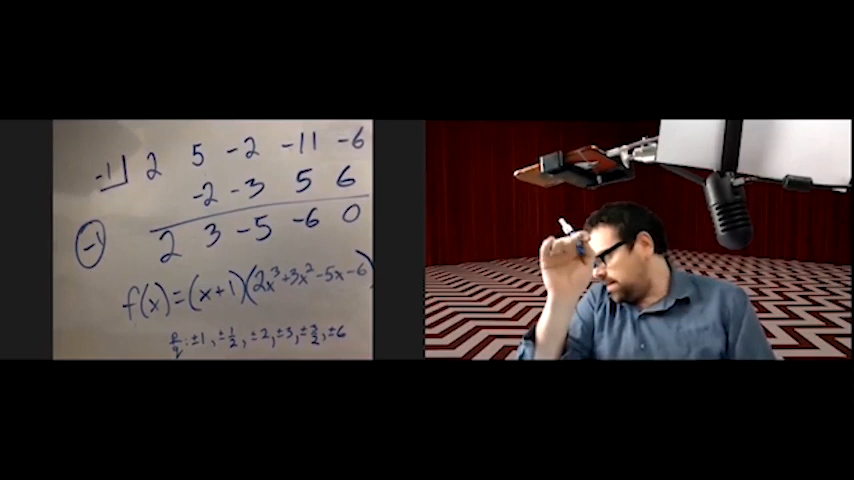 -1 2 5 -2 -11 -6
-2 -3 5 6
-1 2 3 -5 -6 0
f(x)=(x+1)(2x³+3x²-5x-6)
p/q: ±1, ±1/2, ±2, ±3, ±3/2, ±6